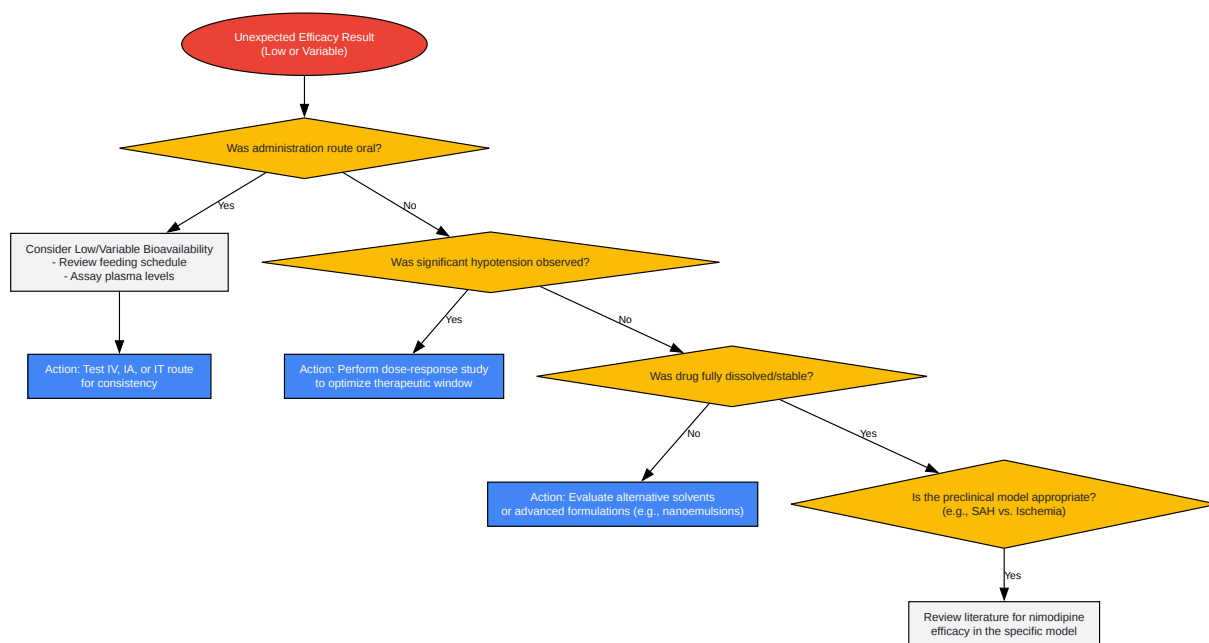 Unexpected Efficacy Result
(Low or Variable)
Was administration route oral?
Yes
No
Consider Low/Variable Bioavailability
- Review feeding schedule
- Assay plasma levels
Was significant hypotension observed?
Yes
No
Action: Test IV, IA, or IT route
for consistency
Action: Perform dose-response study
to optimize therapeutic window
Was drug fully dissolved/stable?
No
Yes
Action: Evaluate alternative solvents
or advanced formulations (e.g., nanoemulsions)
Is the preclinical model appropriate?
(e.g., SAH vs. Ischemia)
Yes
Review literature for nimodipine
efficacy in the specific model